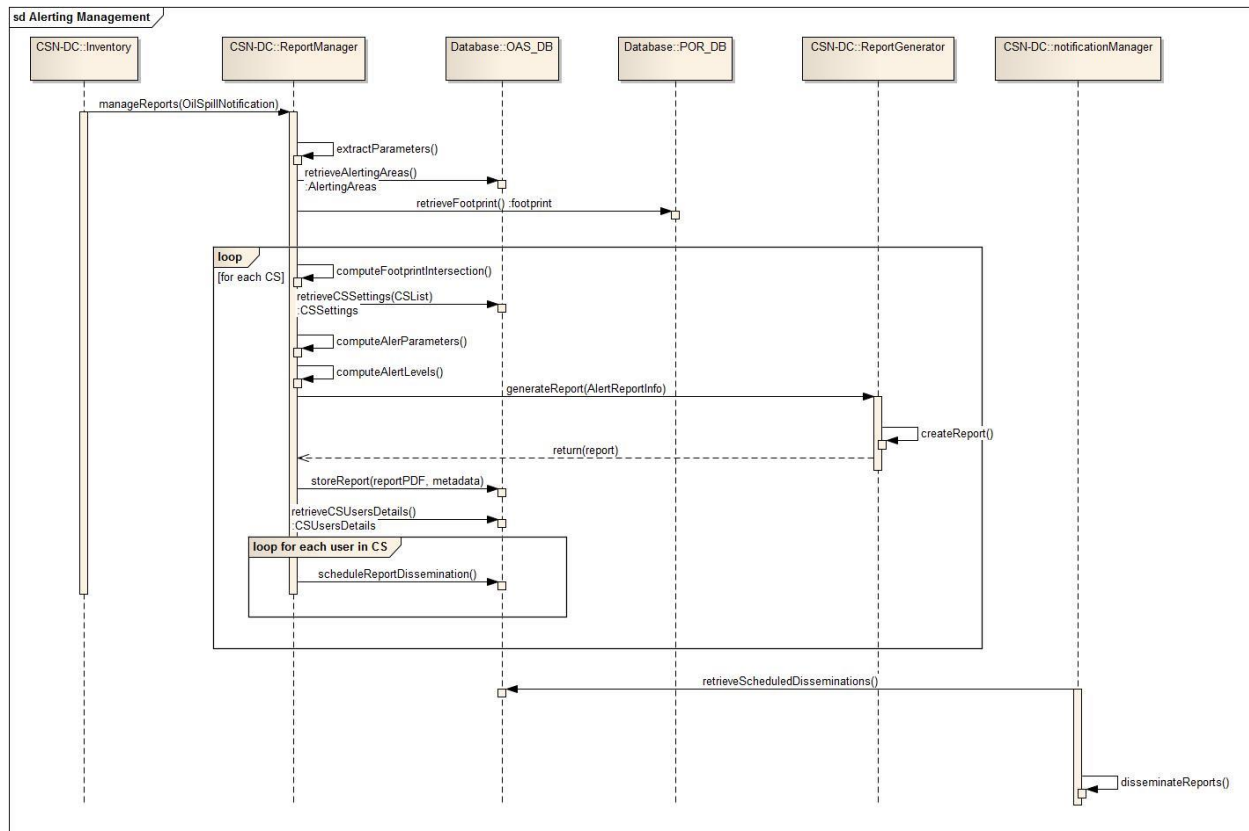 sd Alerting Management
CSN-DC::Inventory
CSN-DC::ReportManager
Database::OAS_DB
Database::POR_DB
CSN-DC::ReportGenerator
CSN-DC::notificationManager
manageReports(OilSpillNotification)
extractParameters()
retrieveAlertingAreas()
:AlertingAreas
retrieveFootprint() :footprint
loop
[for each CS]
computeFootprintIntersection()
retrieveCSSettings(CSList)
:CSSettings
computeAlerParameters()
computeAlertLevels()
generateReport(AlertReportInfo)
createReport()
return(report)
storeReport(reportPDF, metadata)
retrieveCSUsersDetails()
:CSUsersDetails
loop for each user in CS
scheduleReportDissemination()
retrieveScheduledDisseminations()
disseminateReports()